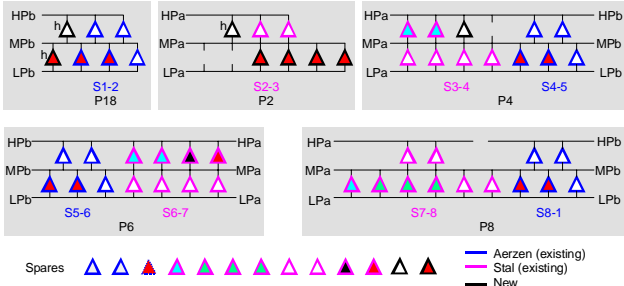 HPb
h
MPb
h
LPb
S1-2
P18
HPa
h
MPa
LPa
S2-3
P2
HPa HPb
MPa MPb
LPa LPb
S3-4 S4-5
P4
HPb HPa
MPb MPa
LPb LPa
S5-6 S6-7
P6
HPa HPb
MPa MPb
LPa LPb
S7-8 S8-1
P8
Spares
Aerzen (existing)
Stal (existing)
New